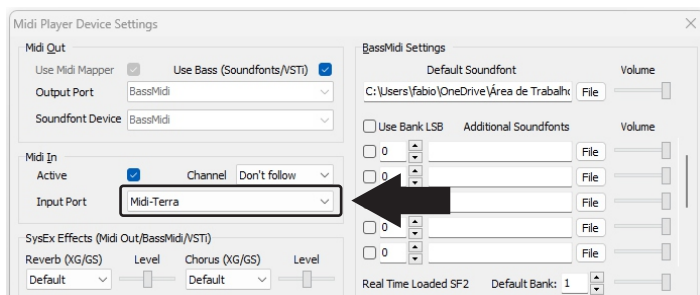 Midi Player Device Settings
Midi Out
Use Midi Mapper
Use Bass (Soundfonts/VSTi)
Output Port
BassMidi
Soundfont Device
BassMidi
Midi In
Active
Channel
Don't follow
Input Port
Midi-Terra
SysEx Effects (Midi Out/BassMidi/VSTi)
Reverb (XG/GS)
Level
Chorus (XG/GS)
Level
Default
Default
BassMidi Settings
Default Soundfont
Volume
C:\Users\fabio\OneDrive\Área de Trabalho
File
Use Bank LSB
Additional Soundfonts
Volume
0
File
0
File
File
0
File
0
File
Real Time Loaded SF2
Default Bank:
1